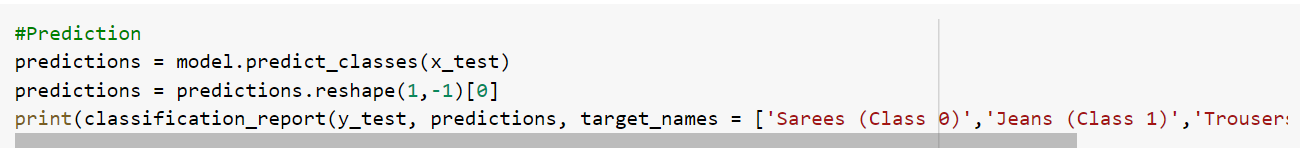 #Prediction
predictions = model.predict_classes(x_test)
predictions = predictions.reshape(1,-1)[0]
print(classification_report(y_test, predictions, target_names = ['Sarees (Class 0)','Jeans (Class 1)','Trousers